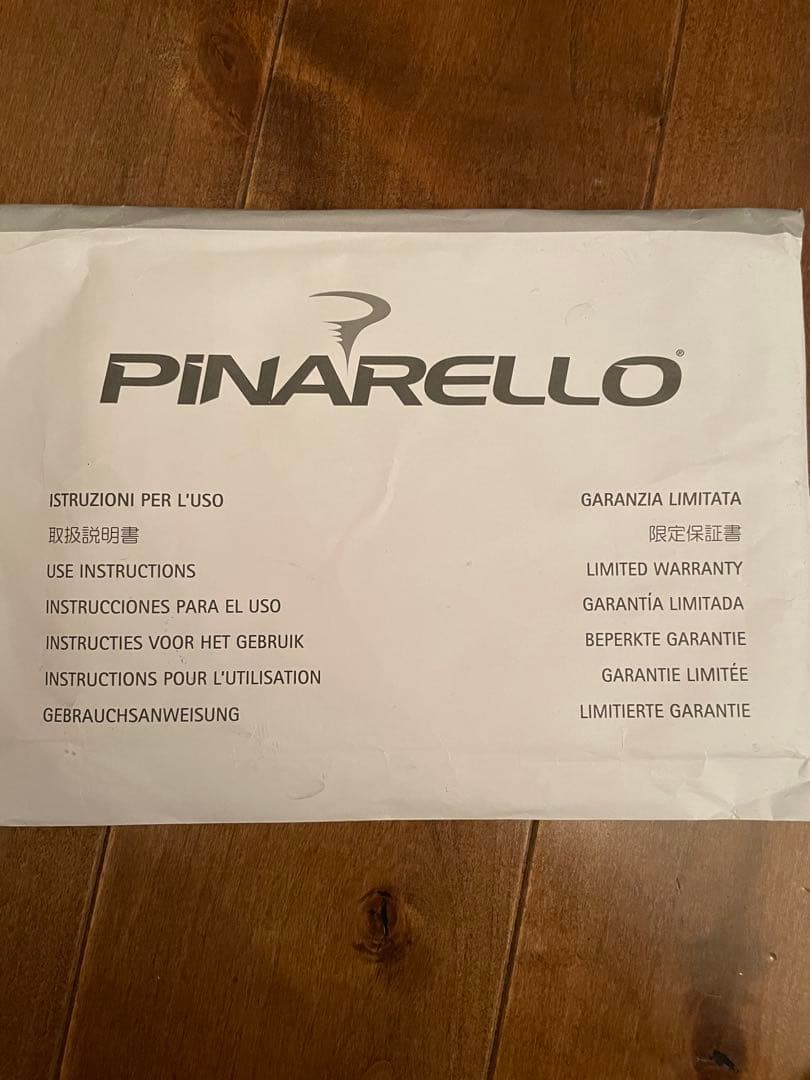 PiNARELLO®
ISTRUZIONI PER L'USO
取扱説明書
USE INSTRUCTIONS
INSTRUCCIONES PARA EL USO
INSTRUCTIES VOOR HET GEBRUIK
INSTRUCTIONS POUR L'UTILISATION
GEBRAUCHSANWEISUNG
GARANZIA LIMITATA
限定保証書
LIMITED WARRANTY
GARANTÍA LIMITADA
BEPERKTE GARANTIE
GARANTIE LIMITÉE
LIMITIERTE GARANTIE